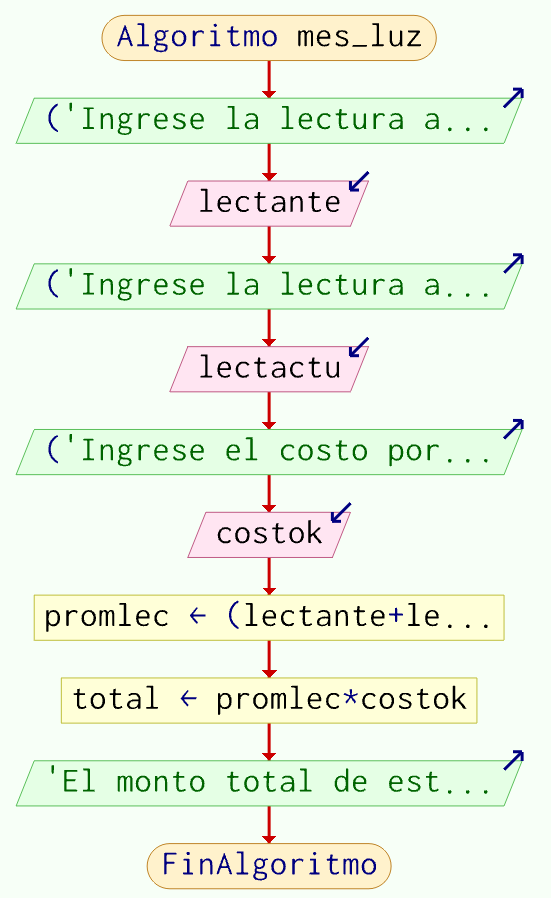 Algoritmo mes_luz
('Ingrese la lectura a...
lectante
('Ingrese la lectura a...
lectactu
('Ingrese el costo por...
costok
promlec ← (lectante+le...
total ← promlec*costok
'El monto total de est...
FinAlgoritmo